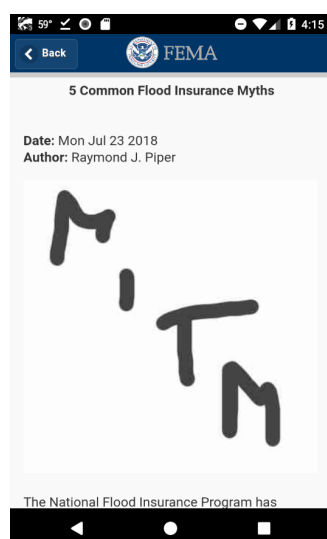 59° 4:15
Back FEMA
5 Common Flood Insurance Myths
Date: Mon Jul 23 2018
Author: Raymond J. Piper
M
I
T
M
The National Flood Insurance Program has